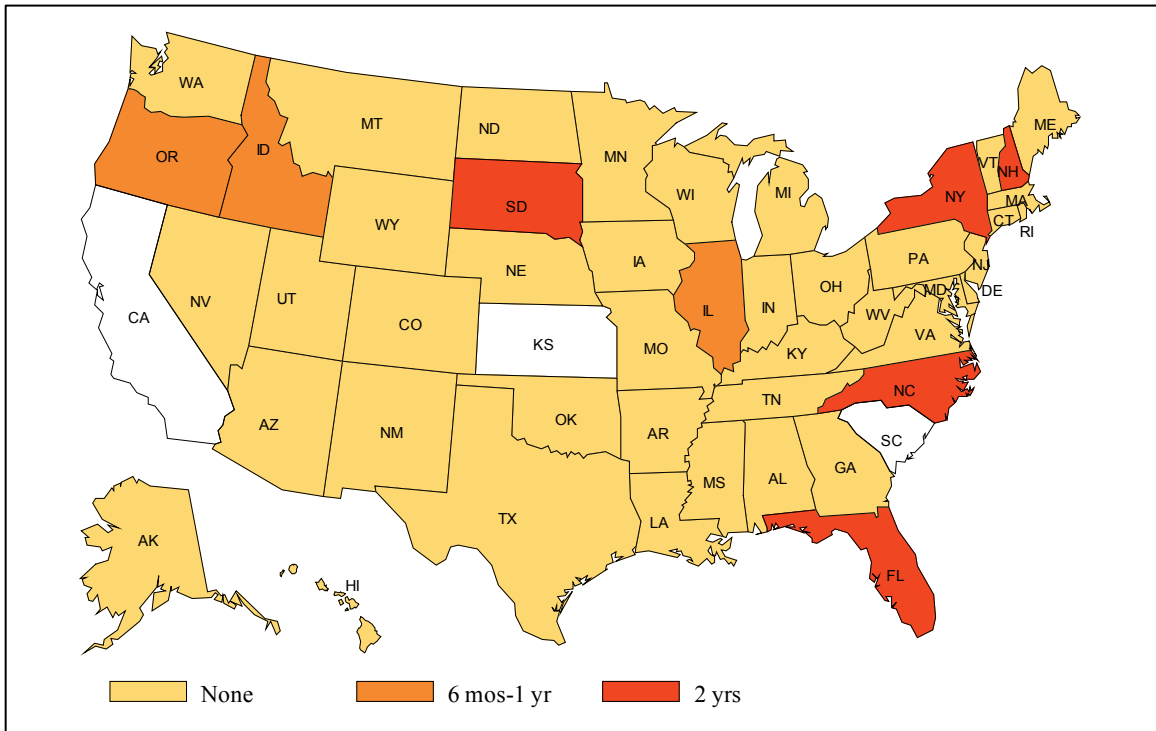 WA
MT
ND
MN
ME
OR
ID
SD
WI
MI
VT
NH
NY
MA
CT
RI
WY
IA
NE
PA
NJ
NV
UT
CO
CA
KS
IL
IN
OH
MD
DE
WV
VA
MO
KY
NC
TN
AZ
NM
OK
AR
SC
MS
AL
GA
TX
LA
AK
HI
FL
None
6 mos-1 yr
2 yrs